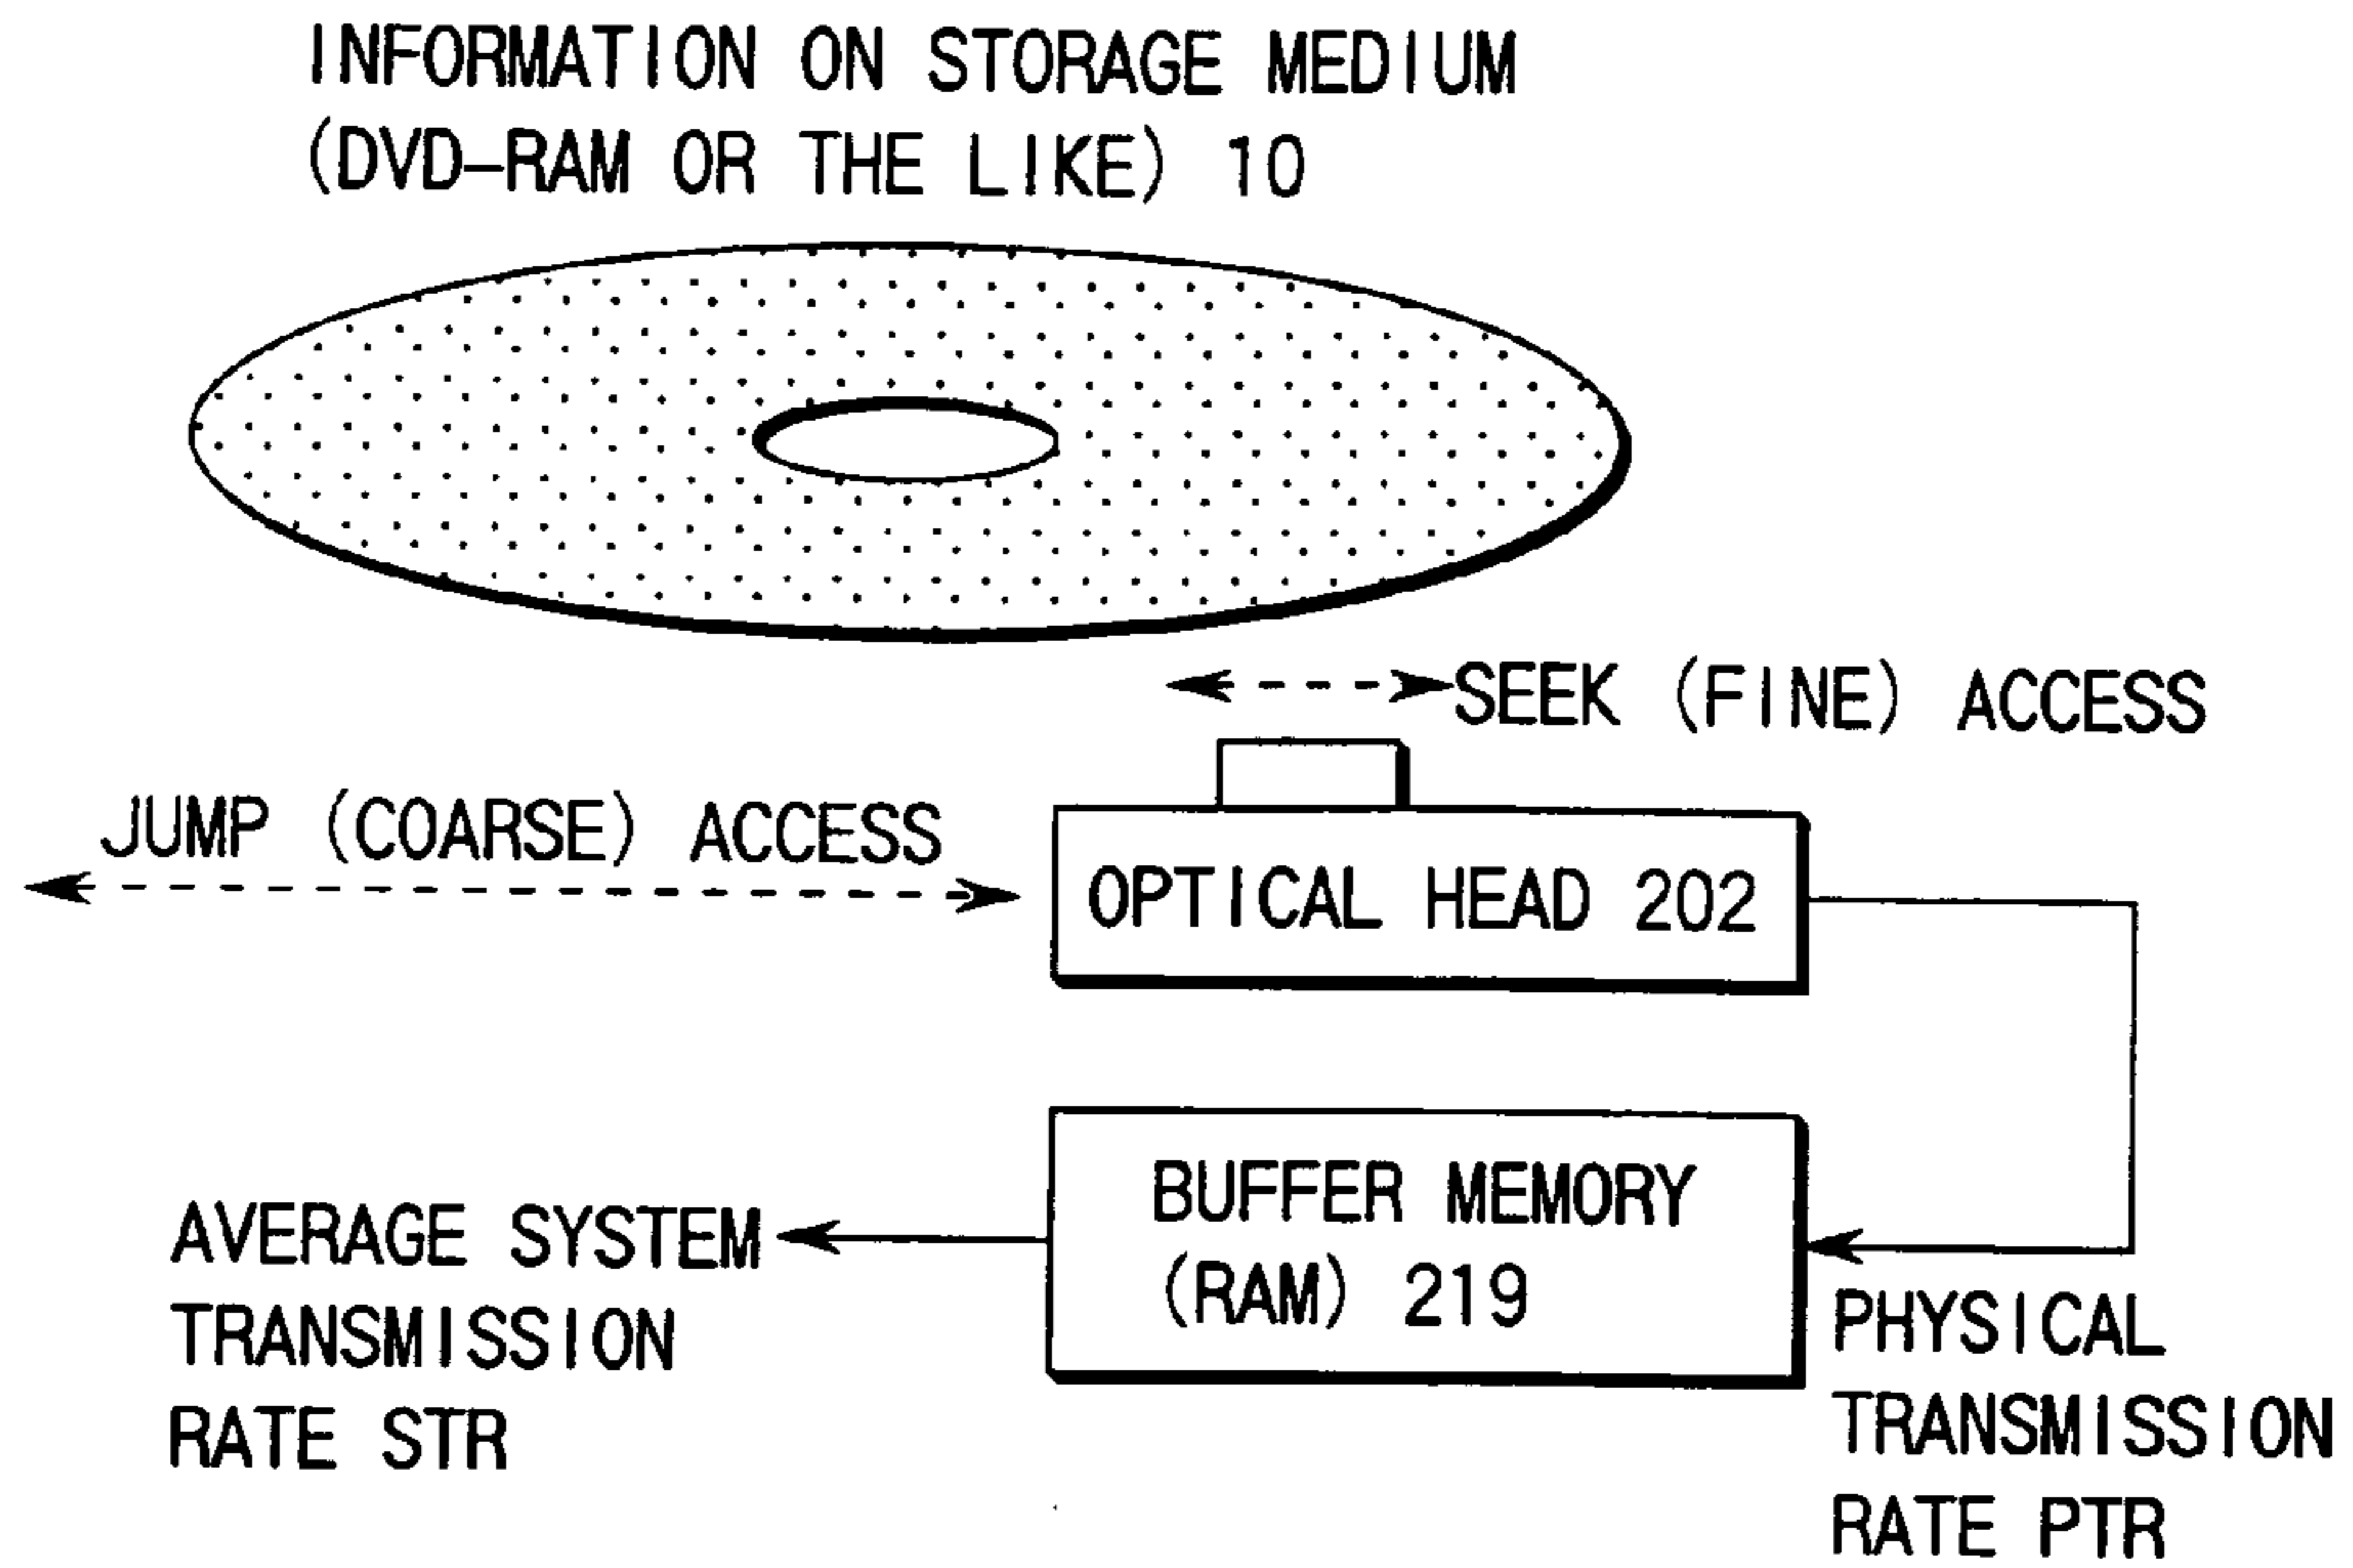 INFORMATION ON STORAGE MEDIUM
(DVD-RAM OR THE LIKE) 10
SEEK (FINE) ACCESS
JUMP (COARSE) ACCESS
OPTICAL HEAD 202
BUFFER MEMORY
(RAM) 219
AVERAGE SYSTEM
TRANSMISSION
RATE STR
PHYSICAL
TRANSMISSION
RATE PTR